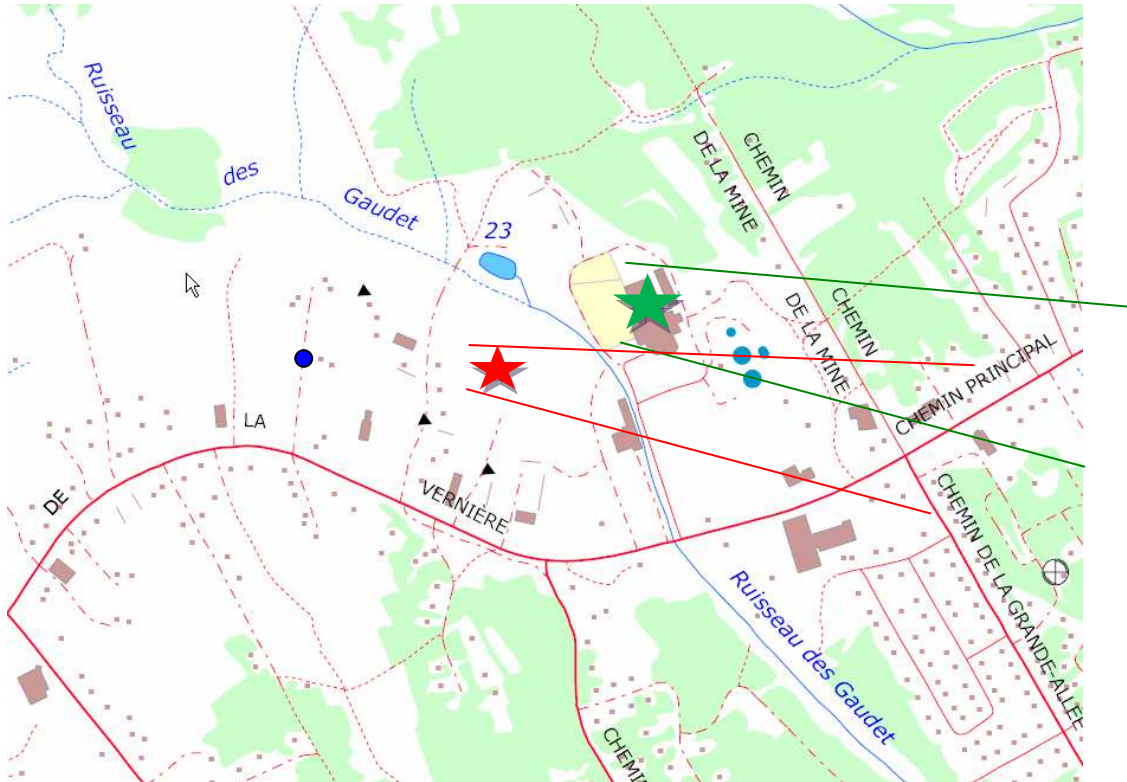 Ruisseau
des
Gaudet
23
CHEMIN
DE LA MINE
CHEMIN
DE LA MINE
CHEMIN PRINCIPAL
LA
DE
VERNIÈRE
CHEMIN DE LA GRANDE-ALLÉE
Ruisseau des Gaudet
CHEMIN